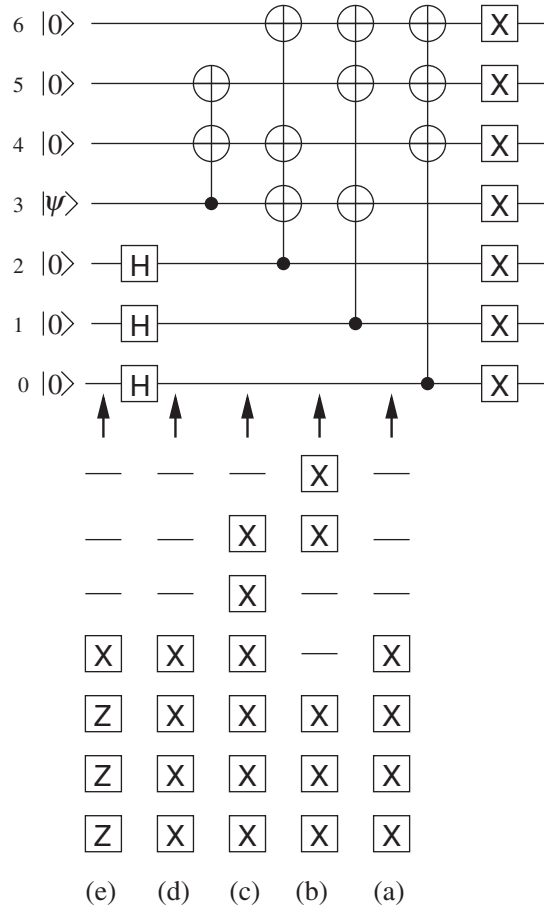 6 |0⟩ X
5 |0⟩ X
4 |0⟩ X
3 |ψ⟩ X
2 |0⟩ H X
1 |0⟩ H X
0 |0⟩ H X
X
X X
X
X X X X
Z X X X X
Z X X X X
Z X X X X
(e) (d) (c) (b) (a)